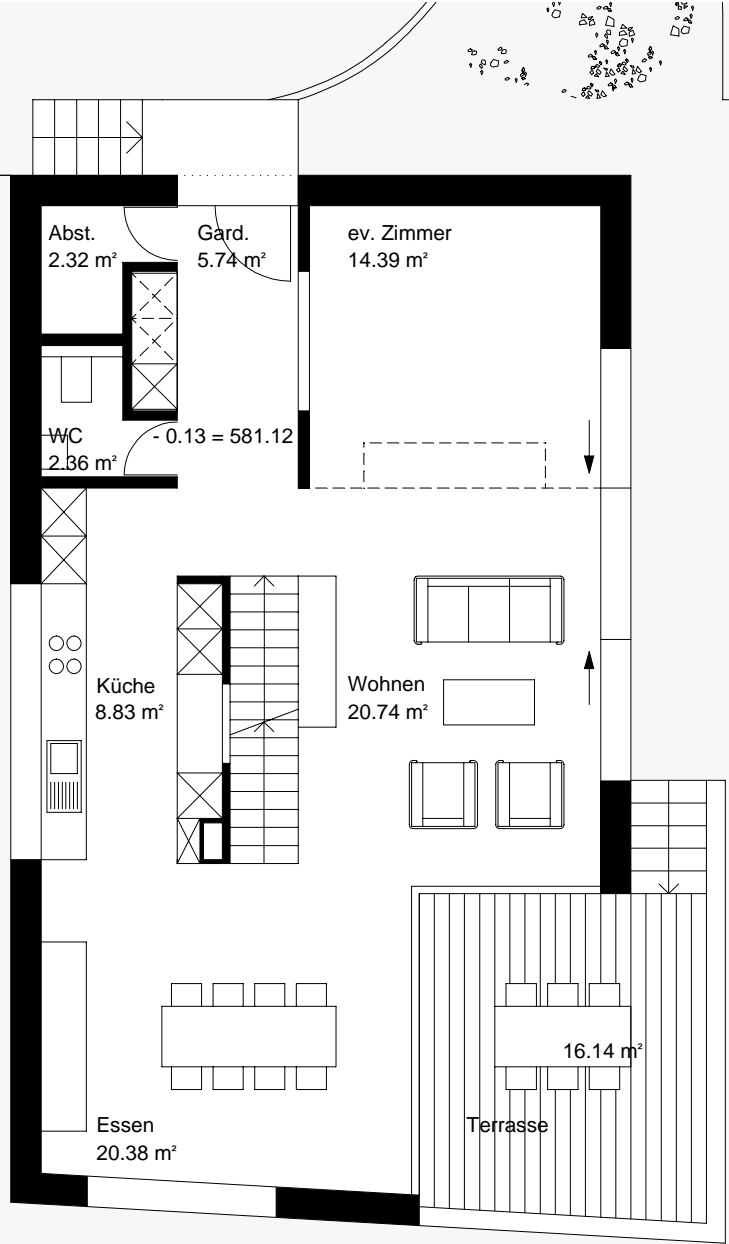 Abst.
2.32 m²
Gard.
5.74 m²
ev. Zimmer
14.39 m²
WC
2.36 m²
- 0.13 = 581.12
Küche
8.83 m²
Wohnen
20.74 m²
16.14 m²
Essen
20.38 m²
Terrasse